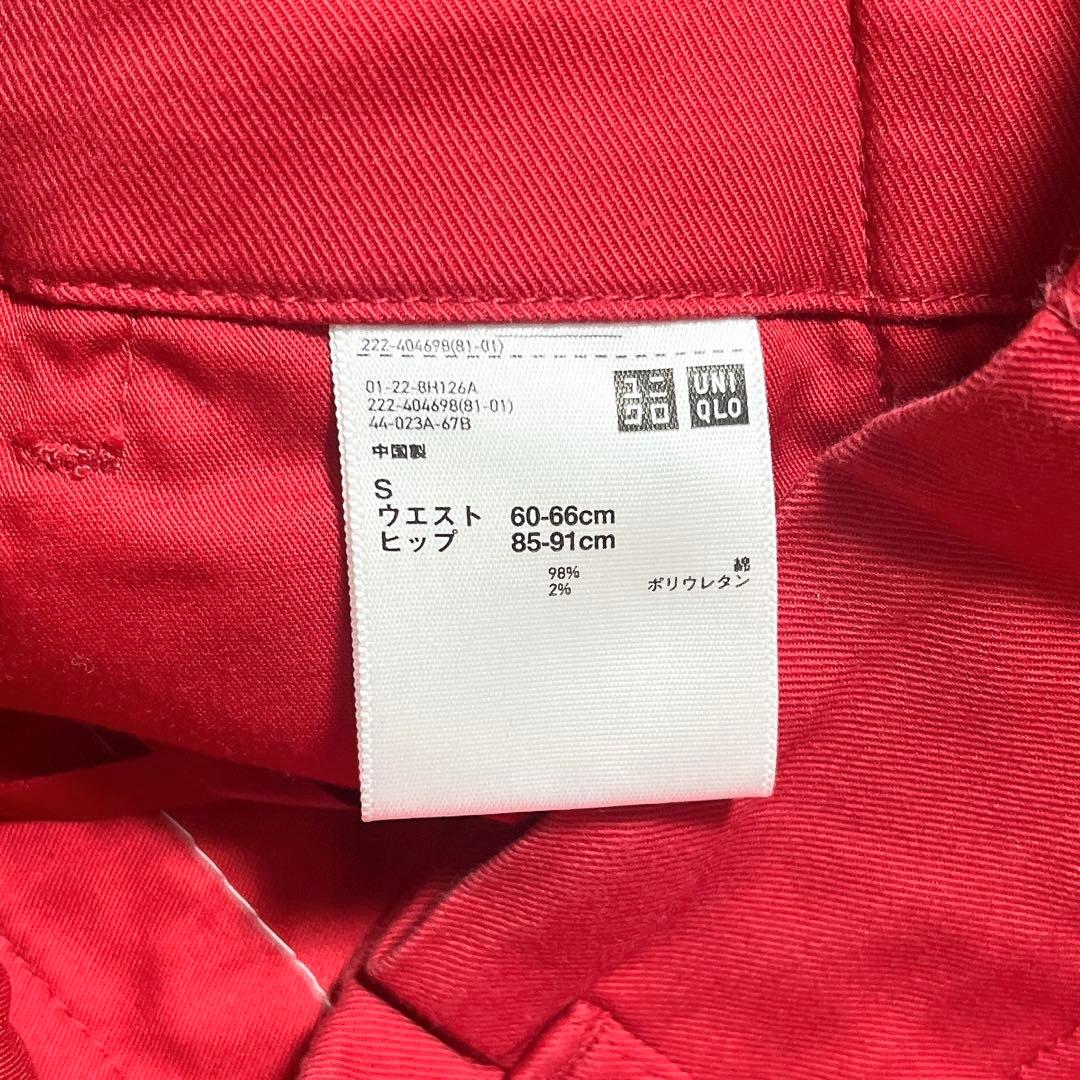 222-404698(81-01)
01-22-8H126A
222-404698(81-01)
44-023A-67B
ユニ
クロ
UNI
QLO
中国製
S
ウエスト 60-66cm
ヒップ 85-91cm
98% 綿
2% ポリウレタン